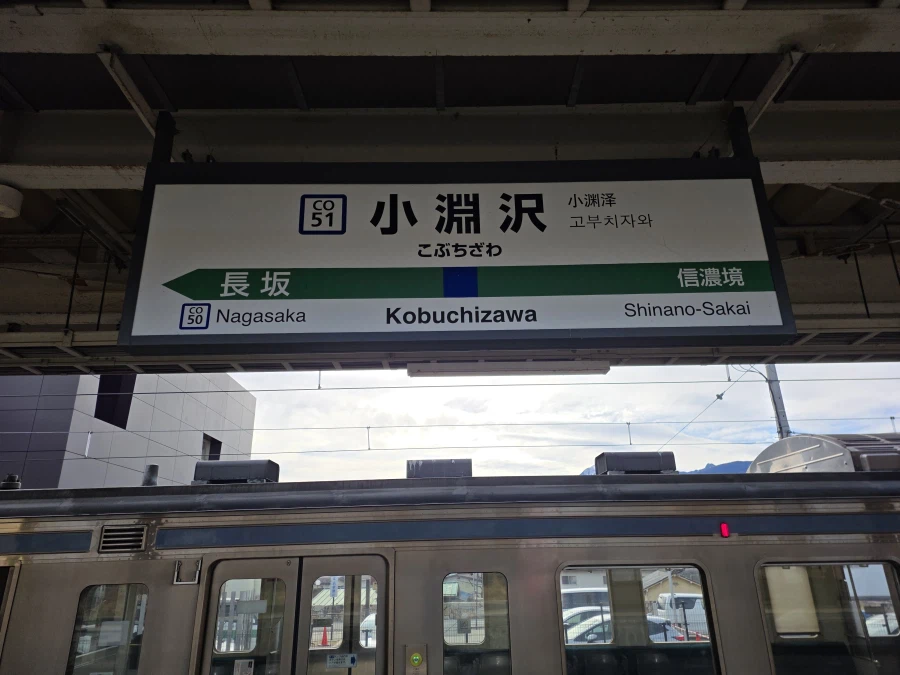 CO
51
小淵沢
小渊泽
고부치자와
こぶちざわ
長坂
信濃境
CO
50
Nagasaka
Kobuchizawa
Shinano-Sakai